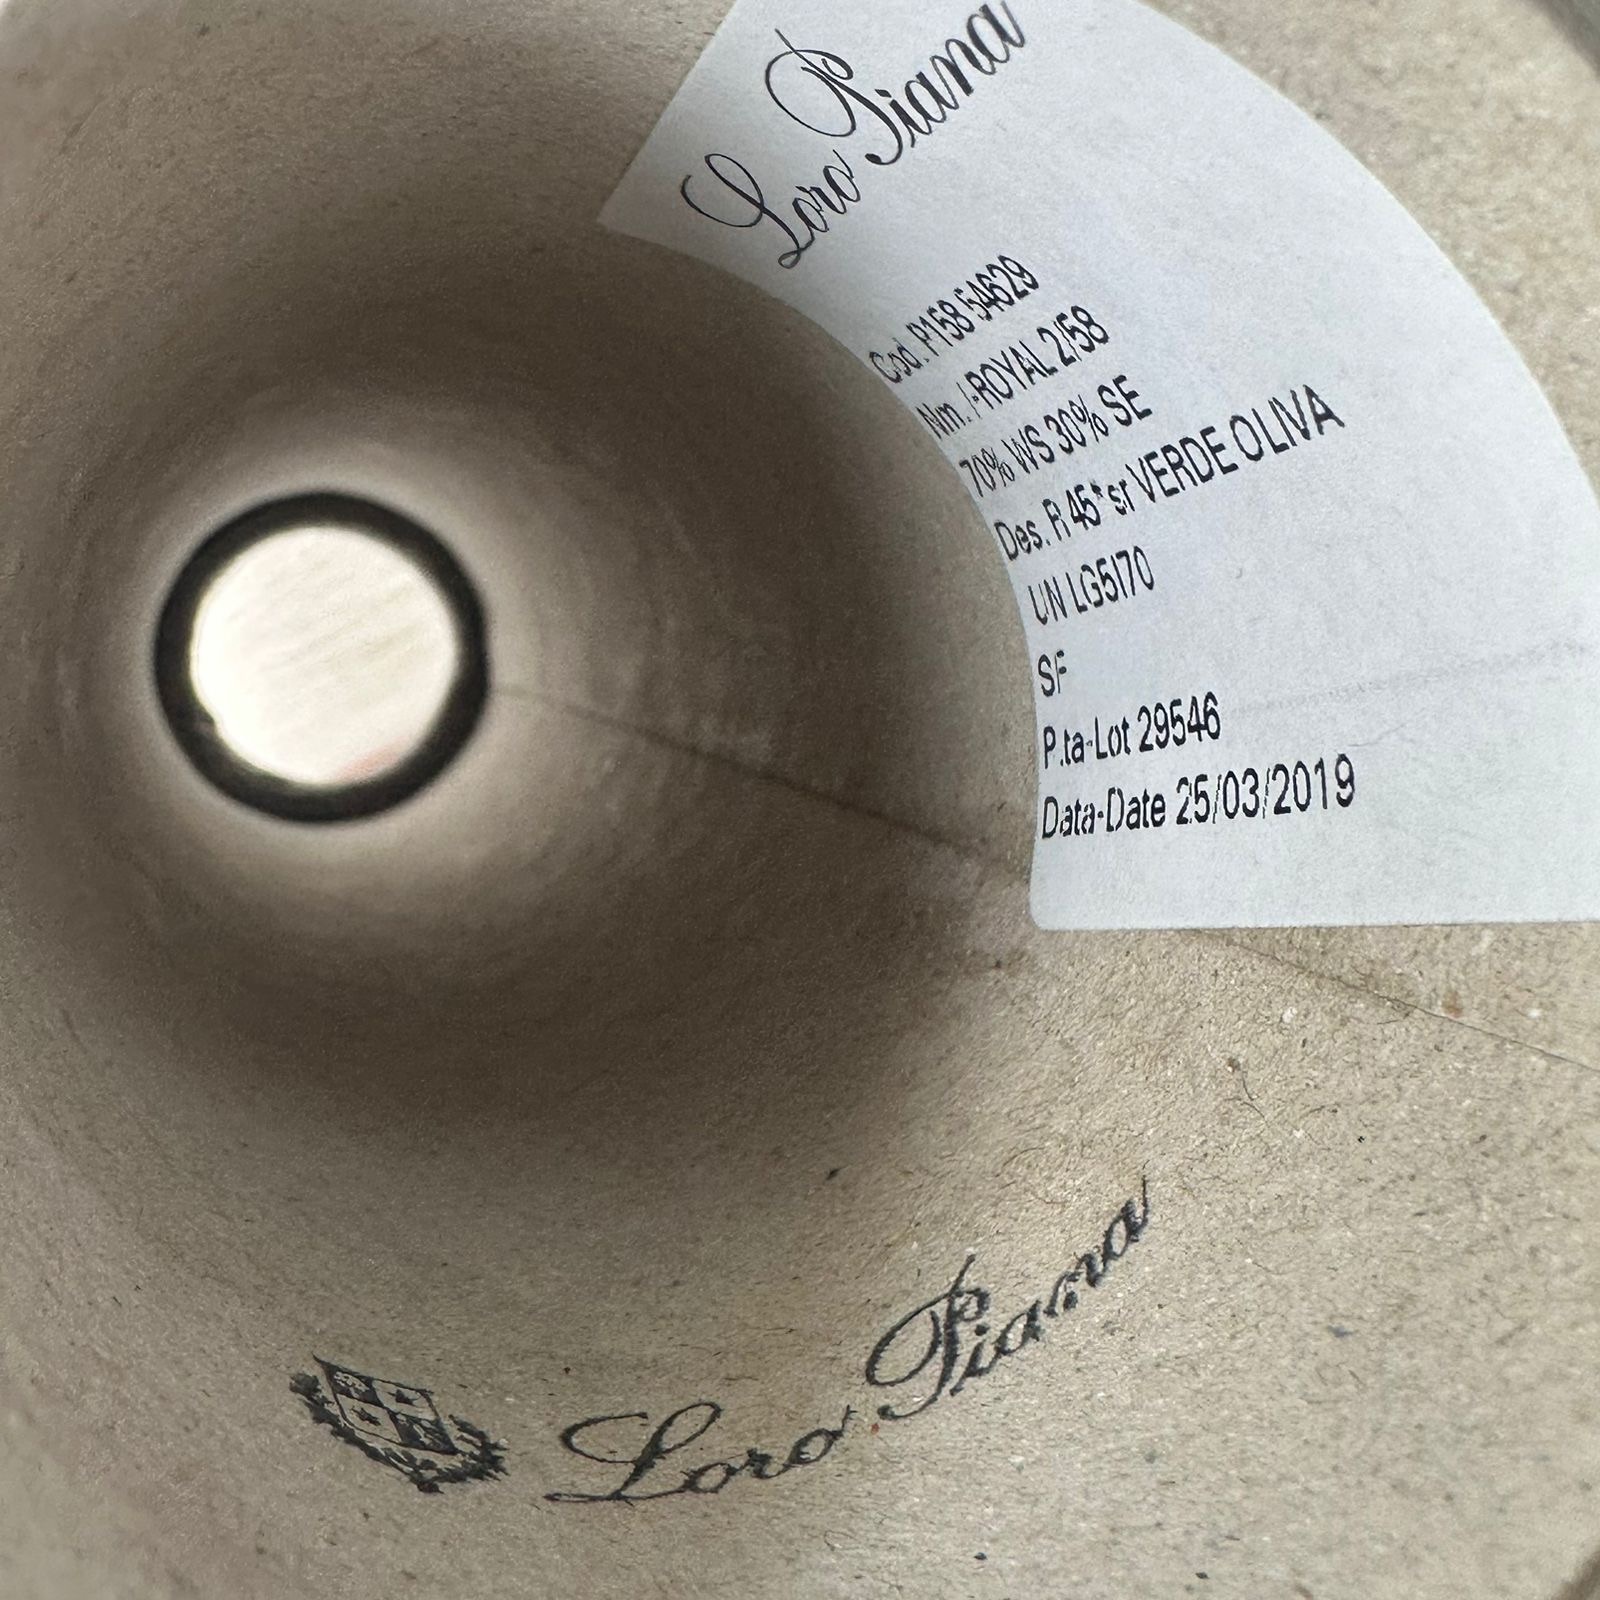 Loro Piana
Cod. P158 54629
Nm. I-ROYAL 2/58
70% WS 30% SE
Des. R 45*sr VERDE OLIVA
UN LG5170
SF
P.ta-Lot 29546
Data-Date 25/03/2019
Loro Piana